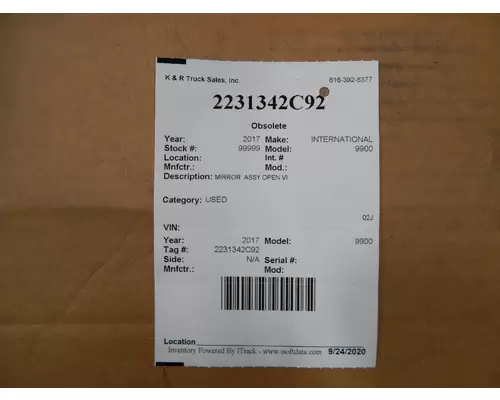 K & R Truck Sales, Inc. 616-392-8377
2231342C92
Obsolete
Year: 2017 Make: INTERNATIONAL
Stock #: 99999 Model: 9900
Location: Int. #
Mnfctr.: Mod.:
Description: MIRROR ASSY OPEN VI
Category: USED
02J
VIN:
Year: 2017 Model: 9900
Tag #: 2231342C92
Side: N/A Serial #:
Mnfctr.: Mod:
Location
Inventory Powered By ITrack - www.isoftdata.com 9/24/2020